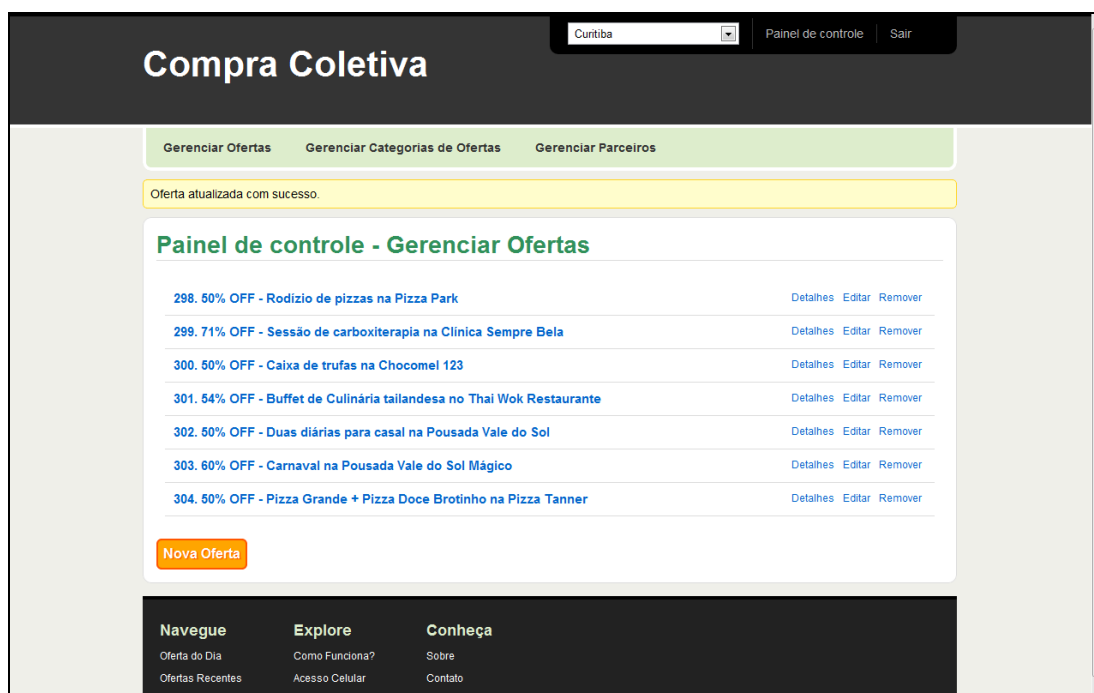 Curitiba Painel de controle Sair
Compra Coletiva
Gerenciar Ofertas Gerenciar Categorias de Ofertas Gerenciar Parceiros
Oferta atualizada com sucesso.
Painel de controle - Gerenciar Ofertas
298. 50% OFF - Rodízio de pizzas na Pizza Park Detalhes Editar Remover
299. 71% OFF - Sessão de carboxiterapia na Clínica Sempre Bela Detalhes Editar Remover
300. 50% OFF - Caixa de trufas na Chocomel 123 Detalhes Editar Remover
301. 54% OFF - Buffet de Culinária tailandesa no Thai Wok Restaurante Detalhes Editar Remover
302. 50% OFF - Duas diárias para casal na Pousada Vale do Sol Detalhes Editar Remover
303. 60% OFF - Carnaval na Pousada Vale do Sol Mágico Detalhes Editar Remover
304. 50% OFF - Pizza Grande + Pizza Doce Brotinho na Pizza Tanner Detalhes Editar Remover
Nova Oferta
Navegue Explore Conheça
Oferta do Dia Como Funciona? Sobre
Ofertas Recentes Acesso Celular Contato